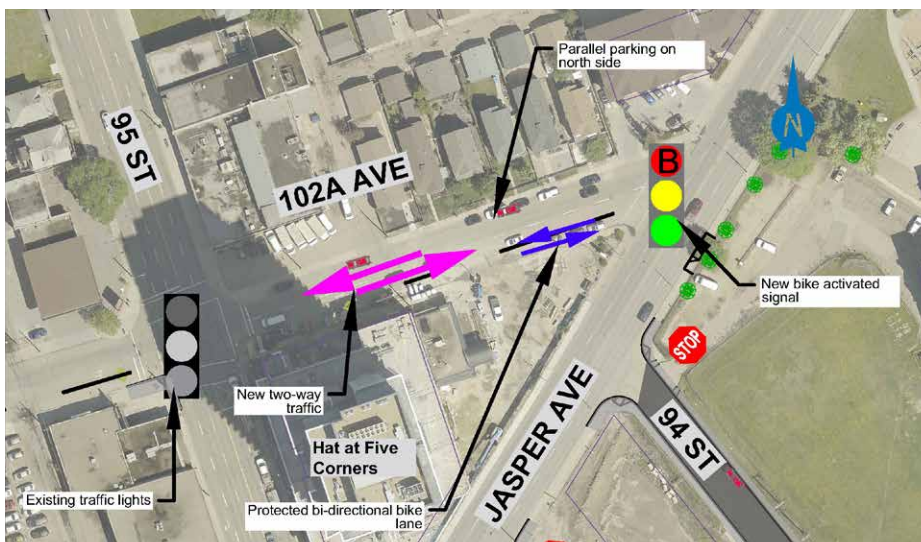 Parallel parking on
north side
95 ST
102A AVE
N
B
New bike activated
signal
STOP
New two-way
traffic
Hat at Five
Corners
JASPER AVE
94 ST
Existing traffic lights
Protected bi-directional bike
lane